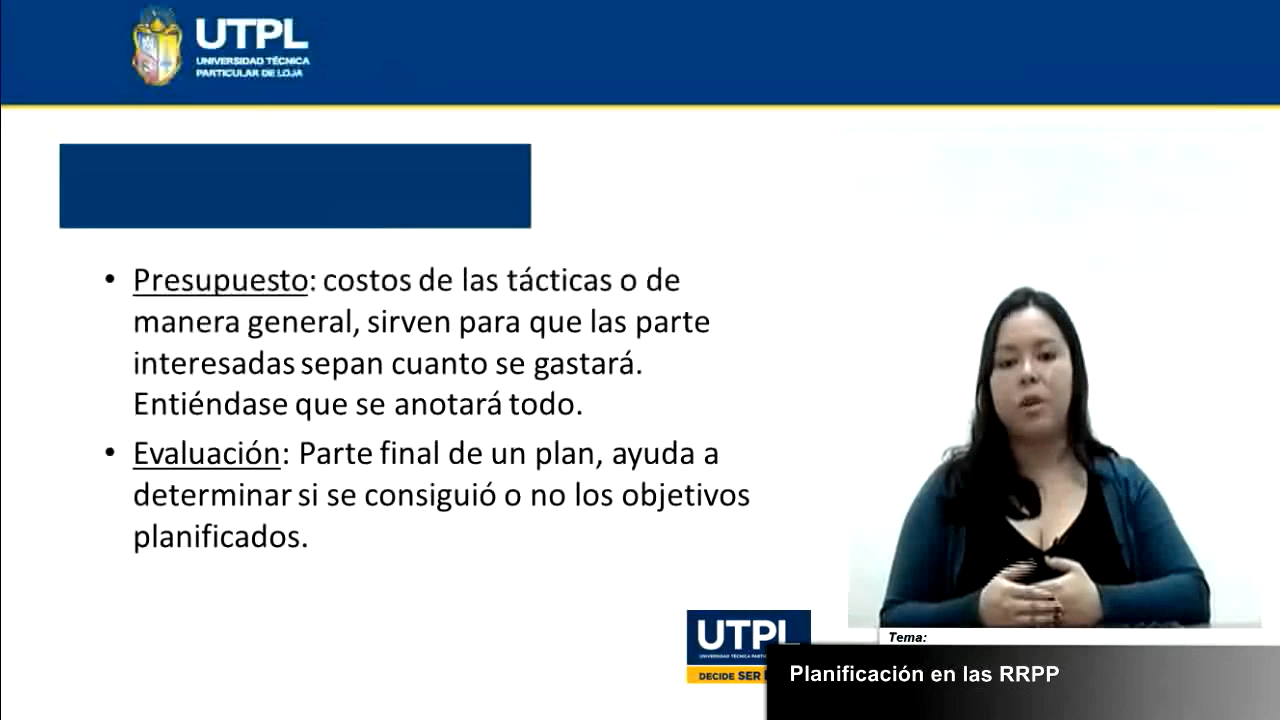 UTPL
UNIVERSIDAD TÉCNICA
PARTICULAR DE LOJA
• Presupuesto: costos de las tácticas o de
manera general, sirven para que las parte
interesadas sepan cuanto se gastará.
Entiéndase que se anotará todo.
• Evaluación: Parte final de un plan, ayuda a
determinar si se consiguió o no los objetivos
planificados.
UTPL
DECIDE SER
Tema:
Planificación en las RRPP